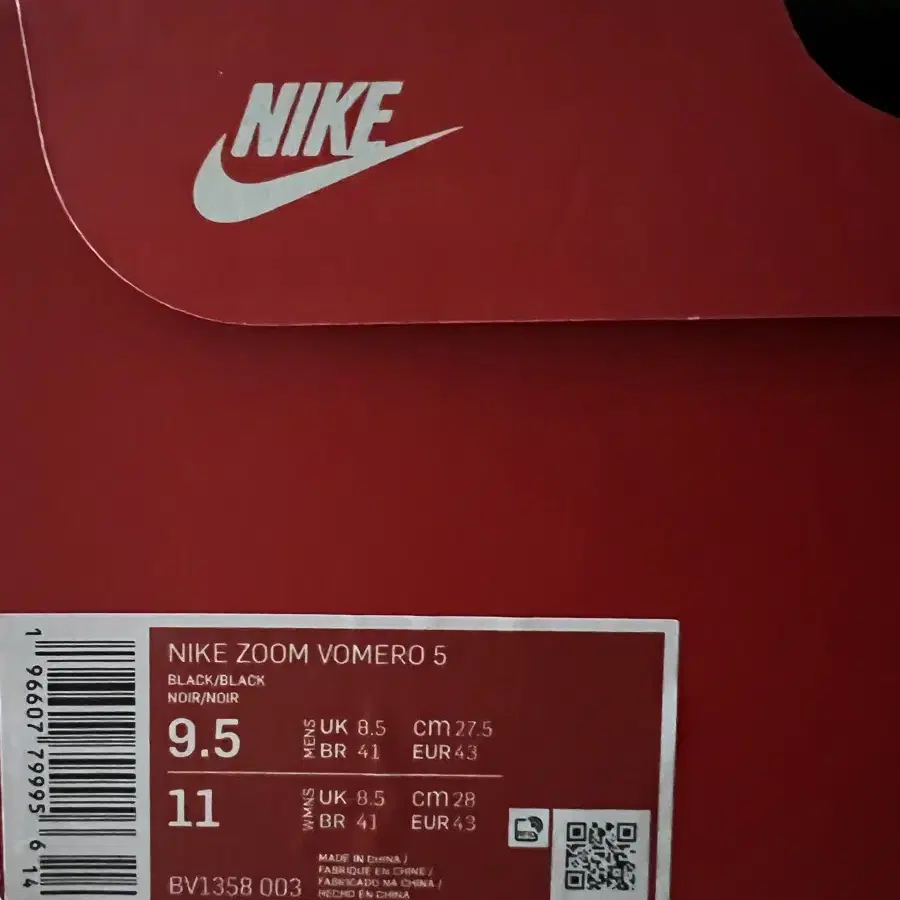 NIKE
NIKE ZOOM VOMERO 5
BLACK/BLACK
NOIR/NOIR
9.5 MENS UK 8.5 cm 27.5
BR 41 EUR 43
11 WMNS UK 8.5 cm 28
BR 41 EUR 43
BV1358 003
MADE IN CHINA /
FABRIQUÉ EN CHINE /
FABRICADO NA CHINA /
HECHO EN CHINA
1 96607 79995 6 14